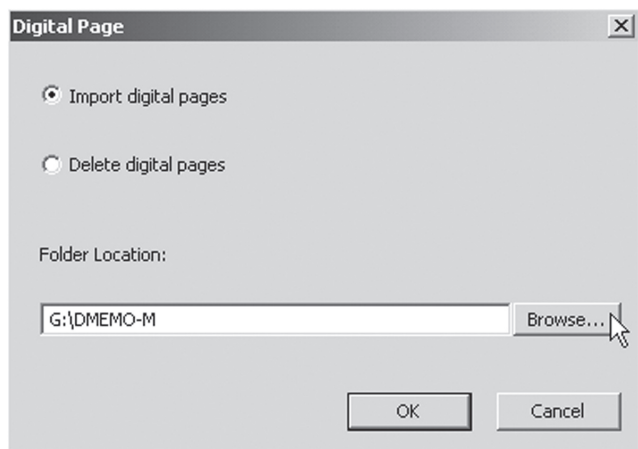 Digital Page
Import digital pages
Delete digital pages
Folder Location:
G:\DMEMO-M
Browse...
OK
Cancel